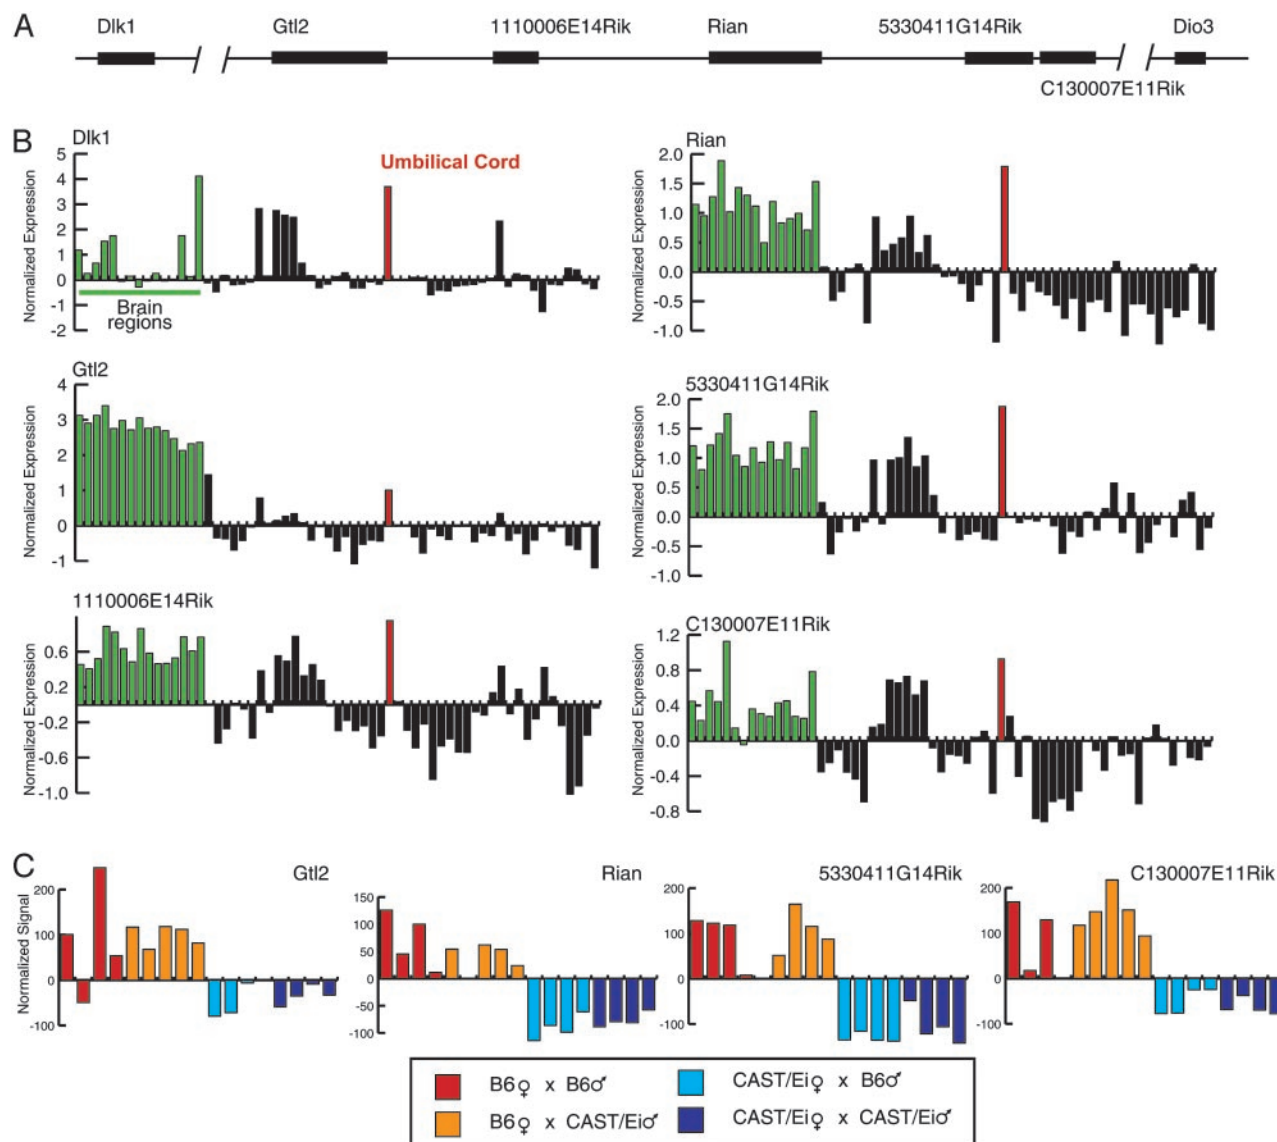 A
Dlk1 Gtl2 1110006E14Rik Rian 5330411G14Rik Dio3
C130007E11Rik
B
Dlk1
Normalized Expression
5
4
3
2
1
0
-1
-2
Umbilical Cord
Brain
regions
Rian
Normalized Expression
2.0
1.5
1.0
0.5
0.0
-0.5
-1.0
Gtl2
Normalized Expression
4
3
2
1
0
-1
5330411G14Rik
Normalized Expression
2.0
1.5
1.0
0.5
0.0
-0.5
-1.0
1110006E14Rik
Normalized Expression
0.6
0.2
-0.2
-0.6
-1.0
C130007E11Rik
Normalized Expression
1.2
0.8
0.4
0.0
-0.4
-0.8
C
Gtl2
Normalized Signal
200
100
0
-100
Rian
150
100
50
0
-50
-100
5330411G14Rik
200
100
0
-100
C130007E11Rik
200
100
0
-100
B6♀ x B6♂
CAST/Ei♀ x B6♂
B6♀ x CAST/Ei♂
CAST/Ei♀ x CAST/Ei♂